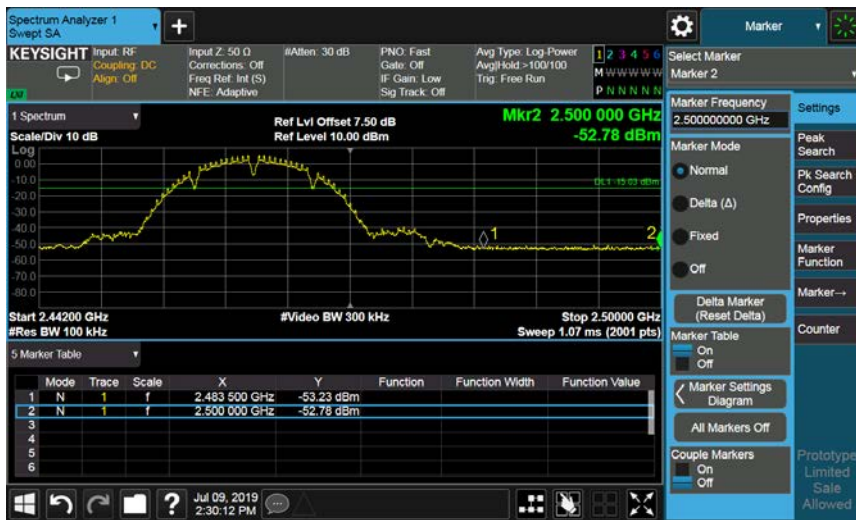 Spectrum Analyzer 1
Swept SA
+
Marker
KEYSIGHT
Input: RF
Coupling: DC
Align: Off
Input Z: 50 Ω
Corrections: Off
Freq Ref: Int (S)
NFE: Adaptive
#Atten: 30 dB
PNO: Fast
Gate: Off
IF Gain: Low
Sig Track: Off
Avg Type: Log-Power
Avg|Hold:>100/100
Trig: Free Run
1 2 3 4 5 6
M W W W W W
P N N N N N
LXI
Select Marker
Marker 2
1 Spectrum
Scale/Div 10 dB
Ref Lvl Offset 7.50 dB
Ref Level 10.00 dBm
Mkr2 2.500 000 GHz
-52.78 dBm
Log
0.00
-10.0
-20.0
-30.0
-40.0
-50.0
-60.0
-70.0
-80.0
DL1 -15.03 dBm
1
2
Start 2.44200 GHz
#Res BW 100 kHz
#Video BW 300 kHz
Stop 2.50000 GHz
Sweep 1.07 ms (2001 pts)
5 Marker Table
Mode Trace Scale X Y Function Function Width Function Value
1 N 1 f 2.483 500 GHz -53.23 dBm
2 N 1 f 2.500 000 GHz -52.78 dBm
3
4
5
6
Marker Frequency
2.500000000 GHz
Marker Mode
Normal
Delta (Δ)
Fixed
Off
Delta Marker
(Reset Delta)
Marker Table
On
Off
Marker Settings
Diagram
All Markers Off
Couple Markers
On
Off
Settings
Peak
Search
Pk Search
Config
Properties
Marker
Function
Marker→
Counter
Prototype
Limited
Sale
Allowed
?
Jul 09, 2019
2:30:12 PM